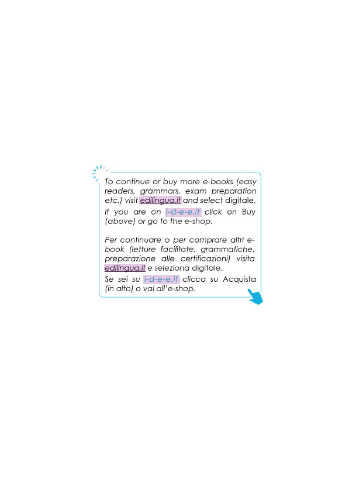 To continue or buy more e-books (easy
readers, grammars, exam preparation
etc.) visit edilingua.it and select digitale.
If you are on i-d-e-e.it click on Buy
(above) or go to the e-shop.
Per continuare o per comprare altri e-
book (letture facilitate, grammatiche,
preparazione alle certificazioni) visita
edilingua.it e seleziona digitale.
Se sei su i-d-e-e.it clicca su Acquista
(in alto) o vai all'e-shop.